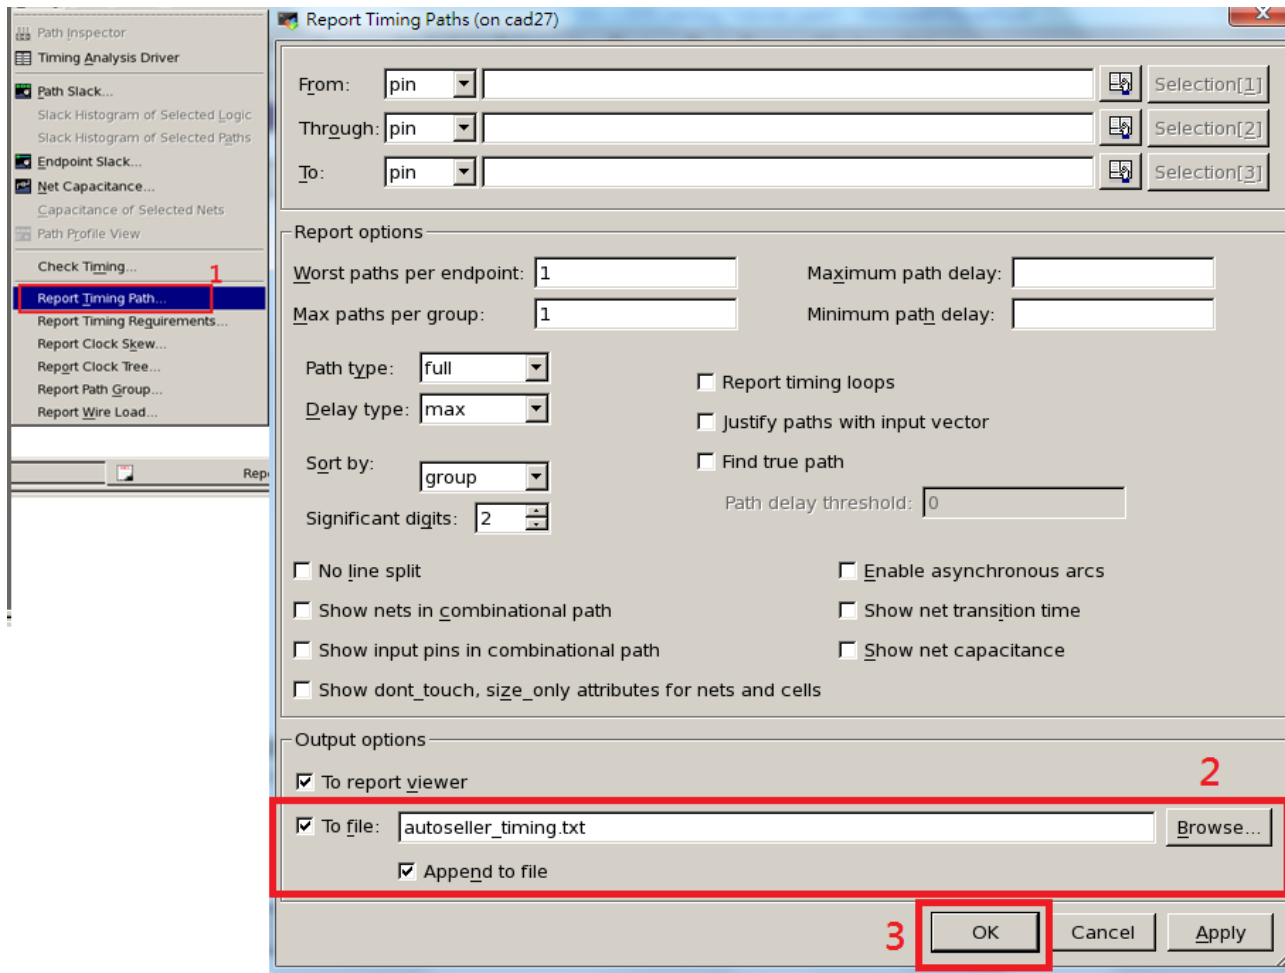 Path Inspector
Timing Analysis Driver
Path Slack...
Slack Histogram of Selected Logic
Slack Histogram of Selected Paths
Endpoint Slack...
Net Capacitance...
Capacitance of Selected Nets
Path Profile View
Check Timing...
1
Report Timing Path...
Report Timing Requirements...
Report Clock Skew...
Report Clock Tree...
Report Path Group...
Report Wire Load...
Rep
Report Timing Paths (on cad27)
From: pin Selection[1]
Through: pin Selection[2]
To: pin Selection[3]
Report options
Worst paths per endpoint: 1 Maximum path delay:
Max paths per group: 1 Minimum path delay:
Path type: full
Report timing loops
Delay type: max
Justify paths with input vector
Sort by: group
Find true path
Path delay threshold: 0
Significant digits: 2
No line split Enable asynchronous arcs
Show nets in combinational path Show net transition time
Show input pins in combinational path Show net capacitance
Show dont_touch, size_only attributes for nets and cells
Output options
To report viewer
2
To file: autoseller_timing.txt Browse...
Append to file
3
OK Cancel Apply